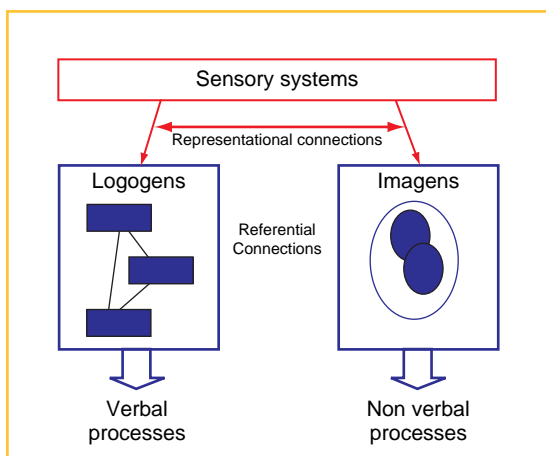 Sensory systems
Representational connections
Logogens
Imagens
Referential
Connections
Verbal
processes
Non verbal
processes